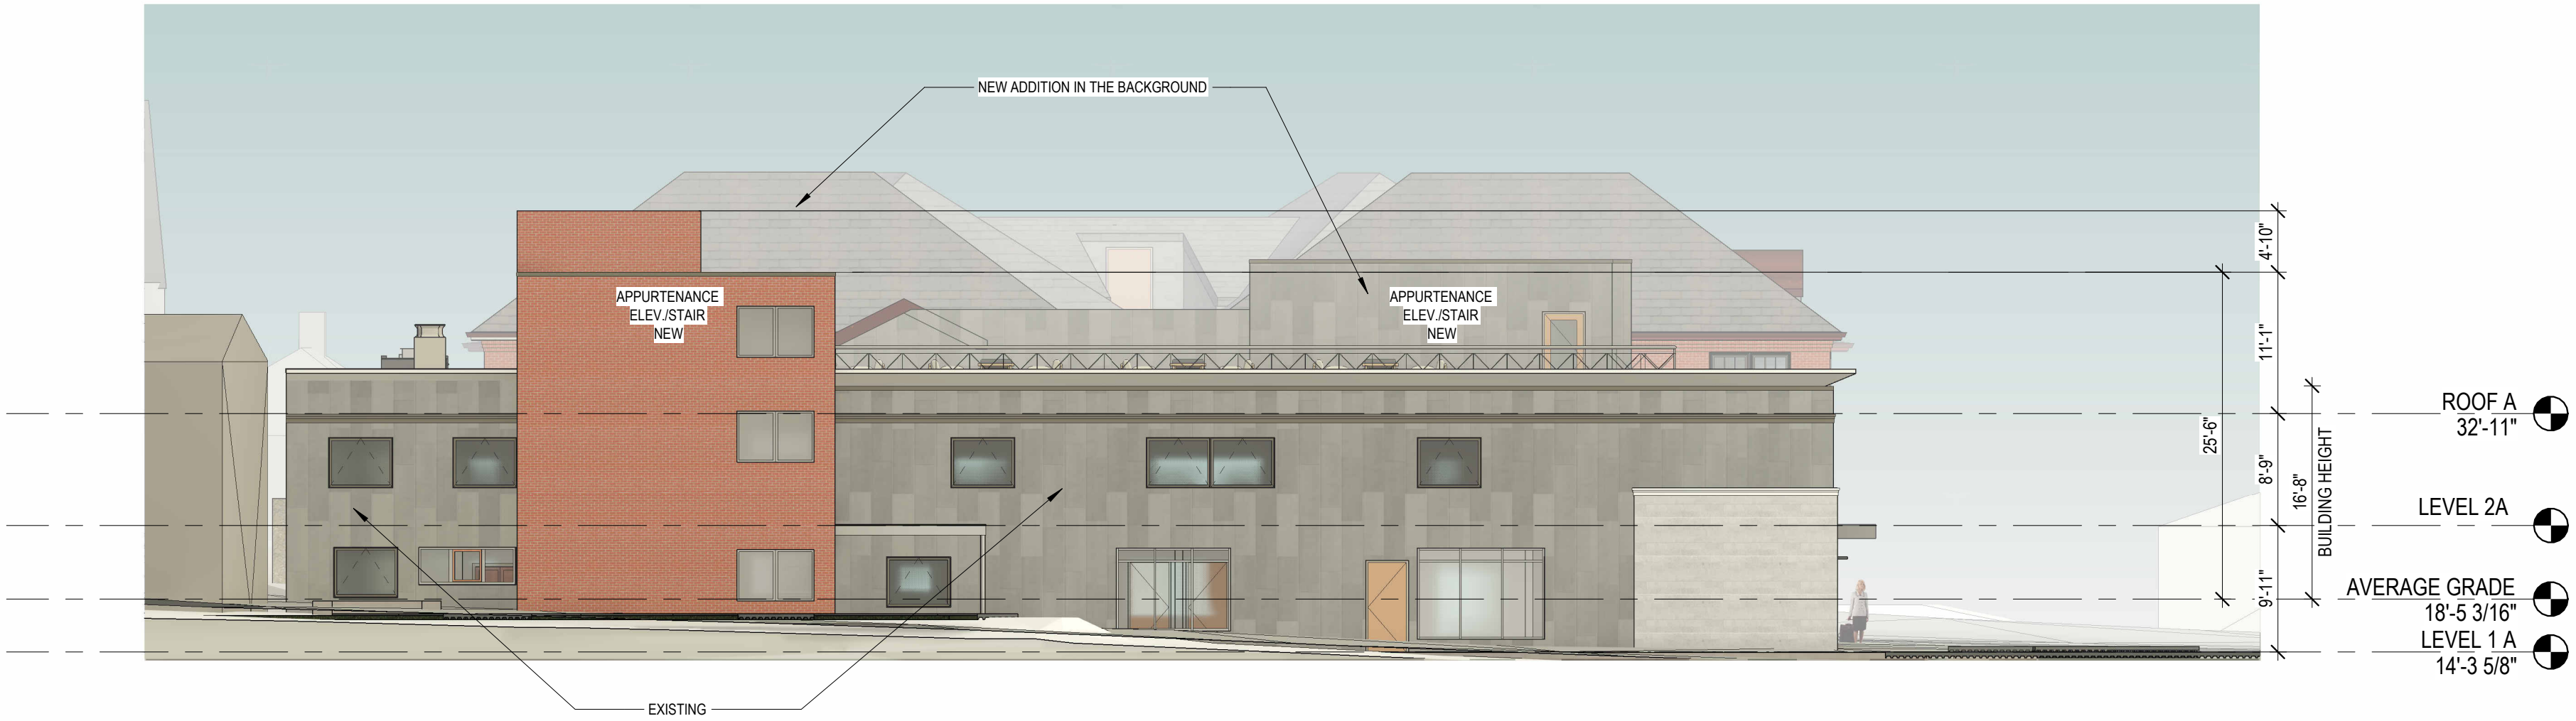 NEW ADDITION IN THE BACKGROUND
APPURTENANCE
ELEV./STAIR
NEW
APPURTENANCE
ELEV./STAIR
NEW
EXISTING
4'-10"
11'-1"
8'-9"
9'-11"
25'-6"
16'-8"
BUILDING HEIGHT
ROOF A
32'-11"
LEVEL 2A
AVERAGE GRADE
18'-5 3/16"
LEVEL 1 A
14'-3 5/8"